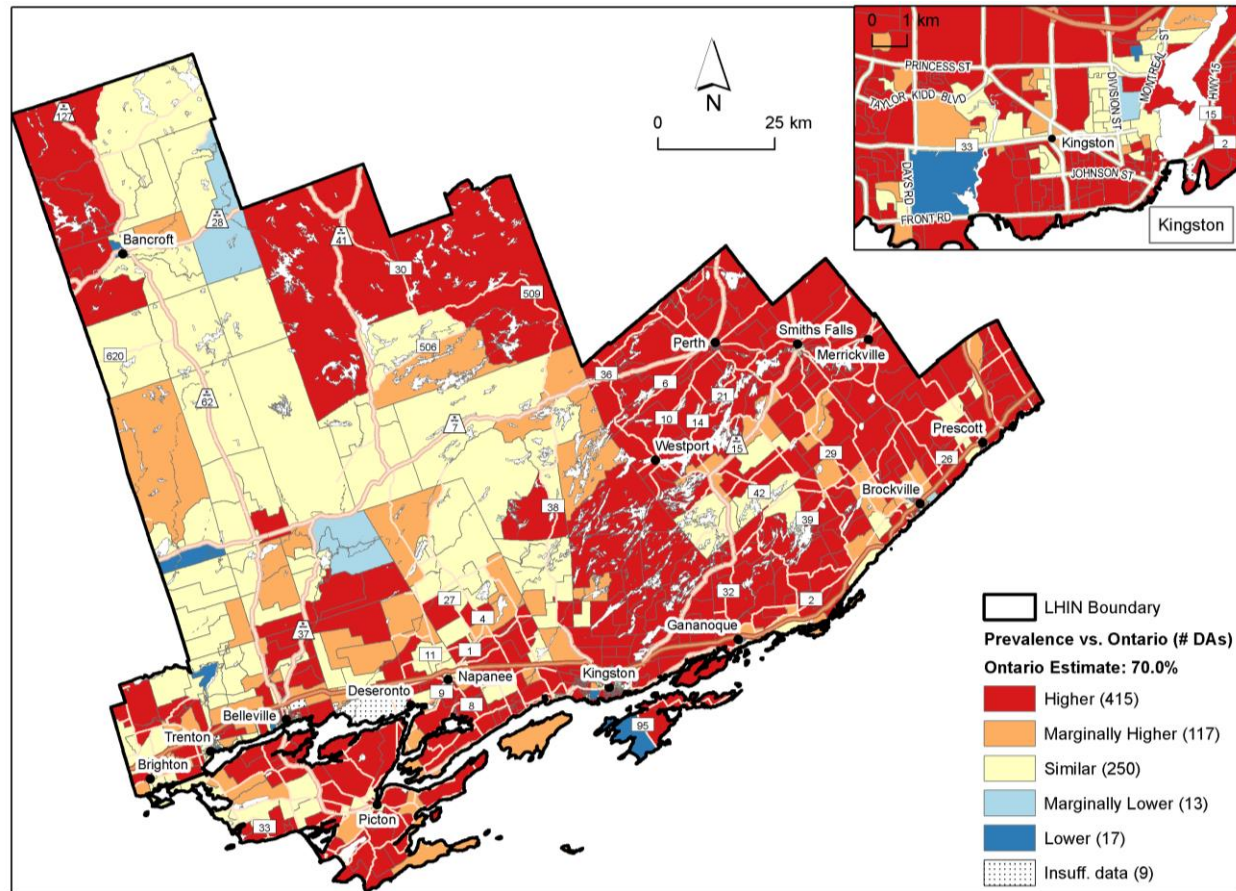 N
0 25 km
127
28
Bancroft
41
30
509
620
506
62
7
36
Perth
Smiths Falls
Merrickville
6
21
10
14
Westport
15
29
Prescott
26
Brockville
42
38
39
32
2
Gananoque
27
4
37
1
11
Napanee
Kingston
Deseronto
9
8
Belleville
95
Trenton
Brighton
Picton
33
0 1 km
PRINCESS ST
TAYLOR KIDD BLVD
DIVISION ST
MONTREAL ST
HWY 15
15
33
Kingston
2
JOHNSON ST
DAYS RD
FRONT RD
Kingston
LHIN Boundary
Prevalence vs. Ontario (# DAs)
Ontario Estimate: 70.0%
Higher (415)
Marginally Higher (117)
Similar (250)
Marginally Lower (13)
Lower (17)
Insuff. data (9)